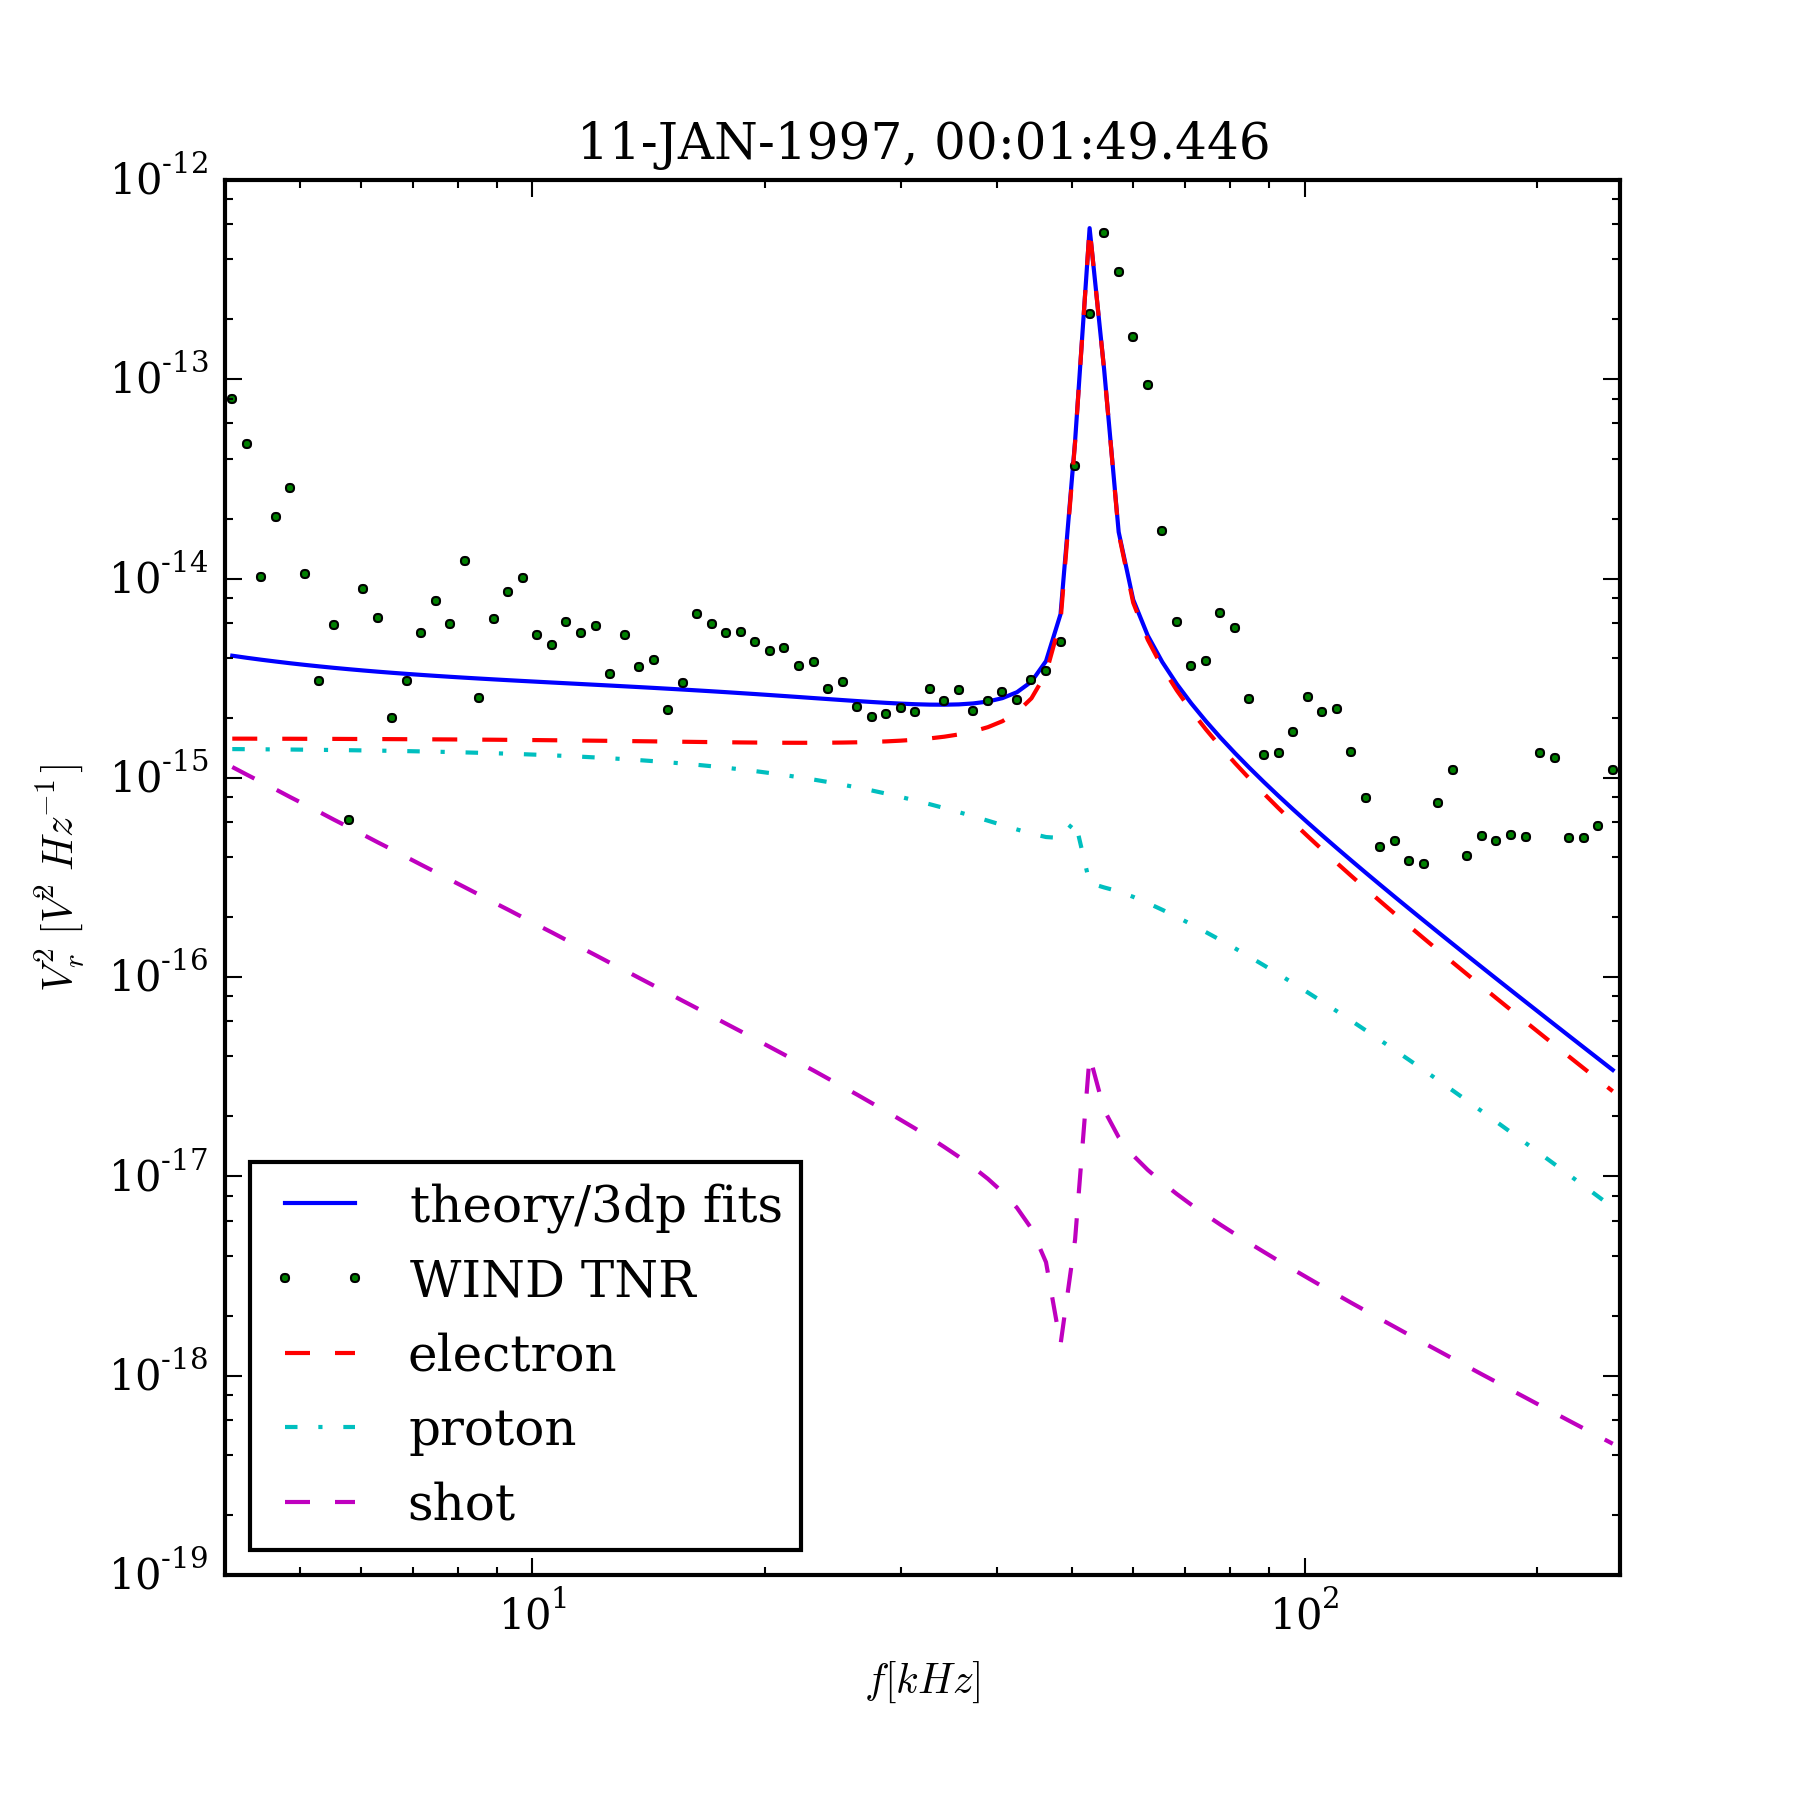 11-JAN-1997, 00:01:49.446
10^-12
10^-13
10^-14
10^-15
10^-16
10^-17
10^-18
10^-19
V_r^2 [V^2 Hz^-1]
theory/3dp fits
WIND TNR
electron
proton
shot
10^1 10^2
f[kHz]